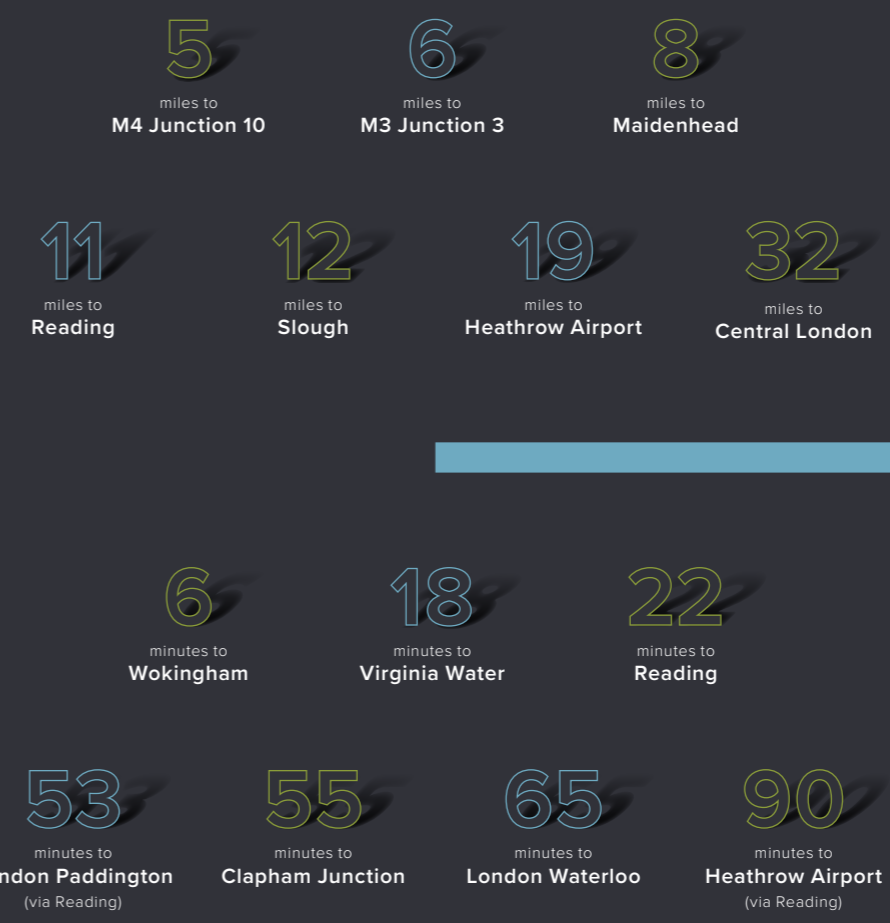 5
miles to
M4 Junction 10
6
miles to
M3 Junction 3
8
miles to
Maidenhead
11
miles to
Reading
12
miles to
Slough
19
miles to
Heathrow Airport
32
miles to
Central London
6
minutes to
Wokingham
18
minutes to
Virginia Water
22
minutes to
Reading
53
minutes to
ndon Paddington
(via Reading)
55
minutes to
Clapham Junction
65
minutes to
London Waterloo
90
minutes to
Heathrow Airport
(via Reading)